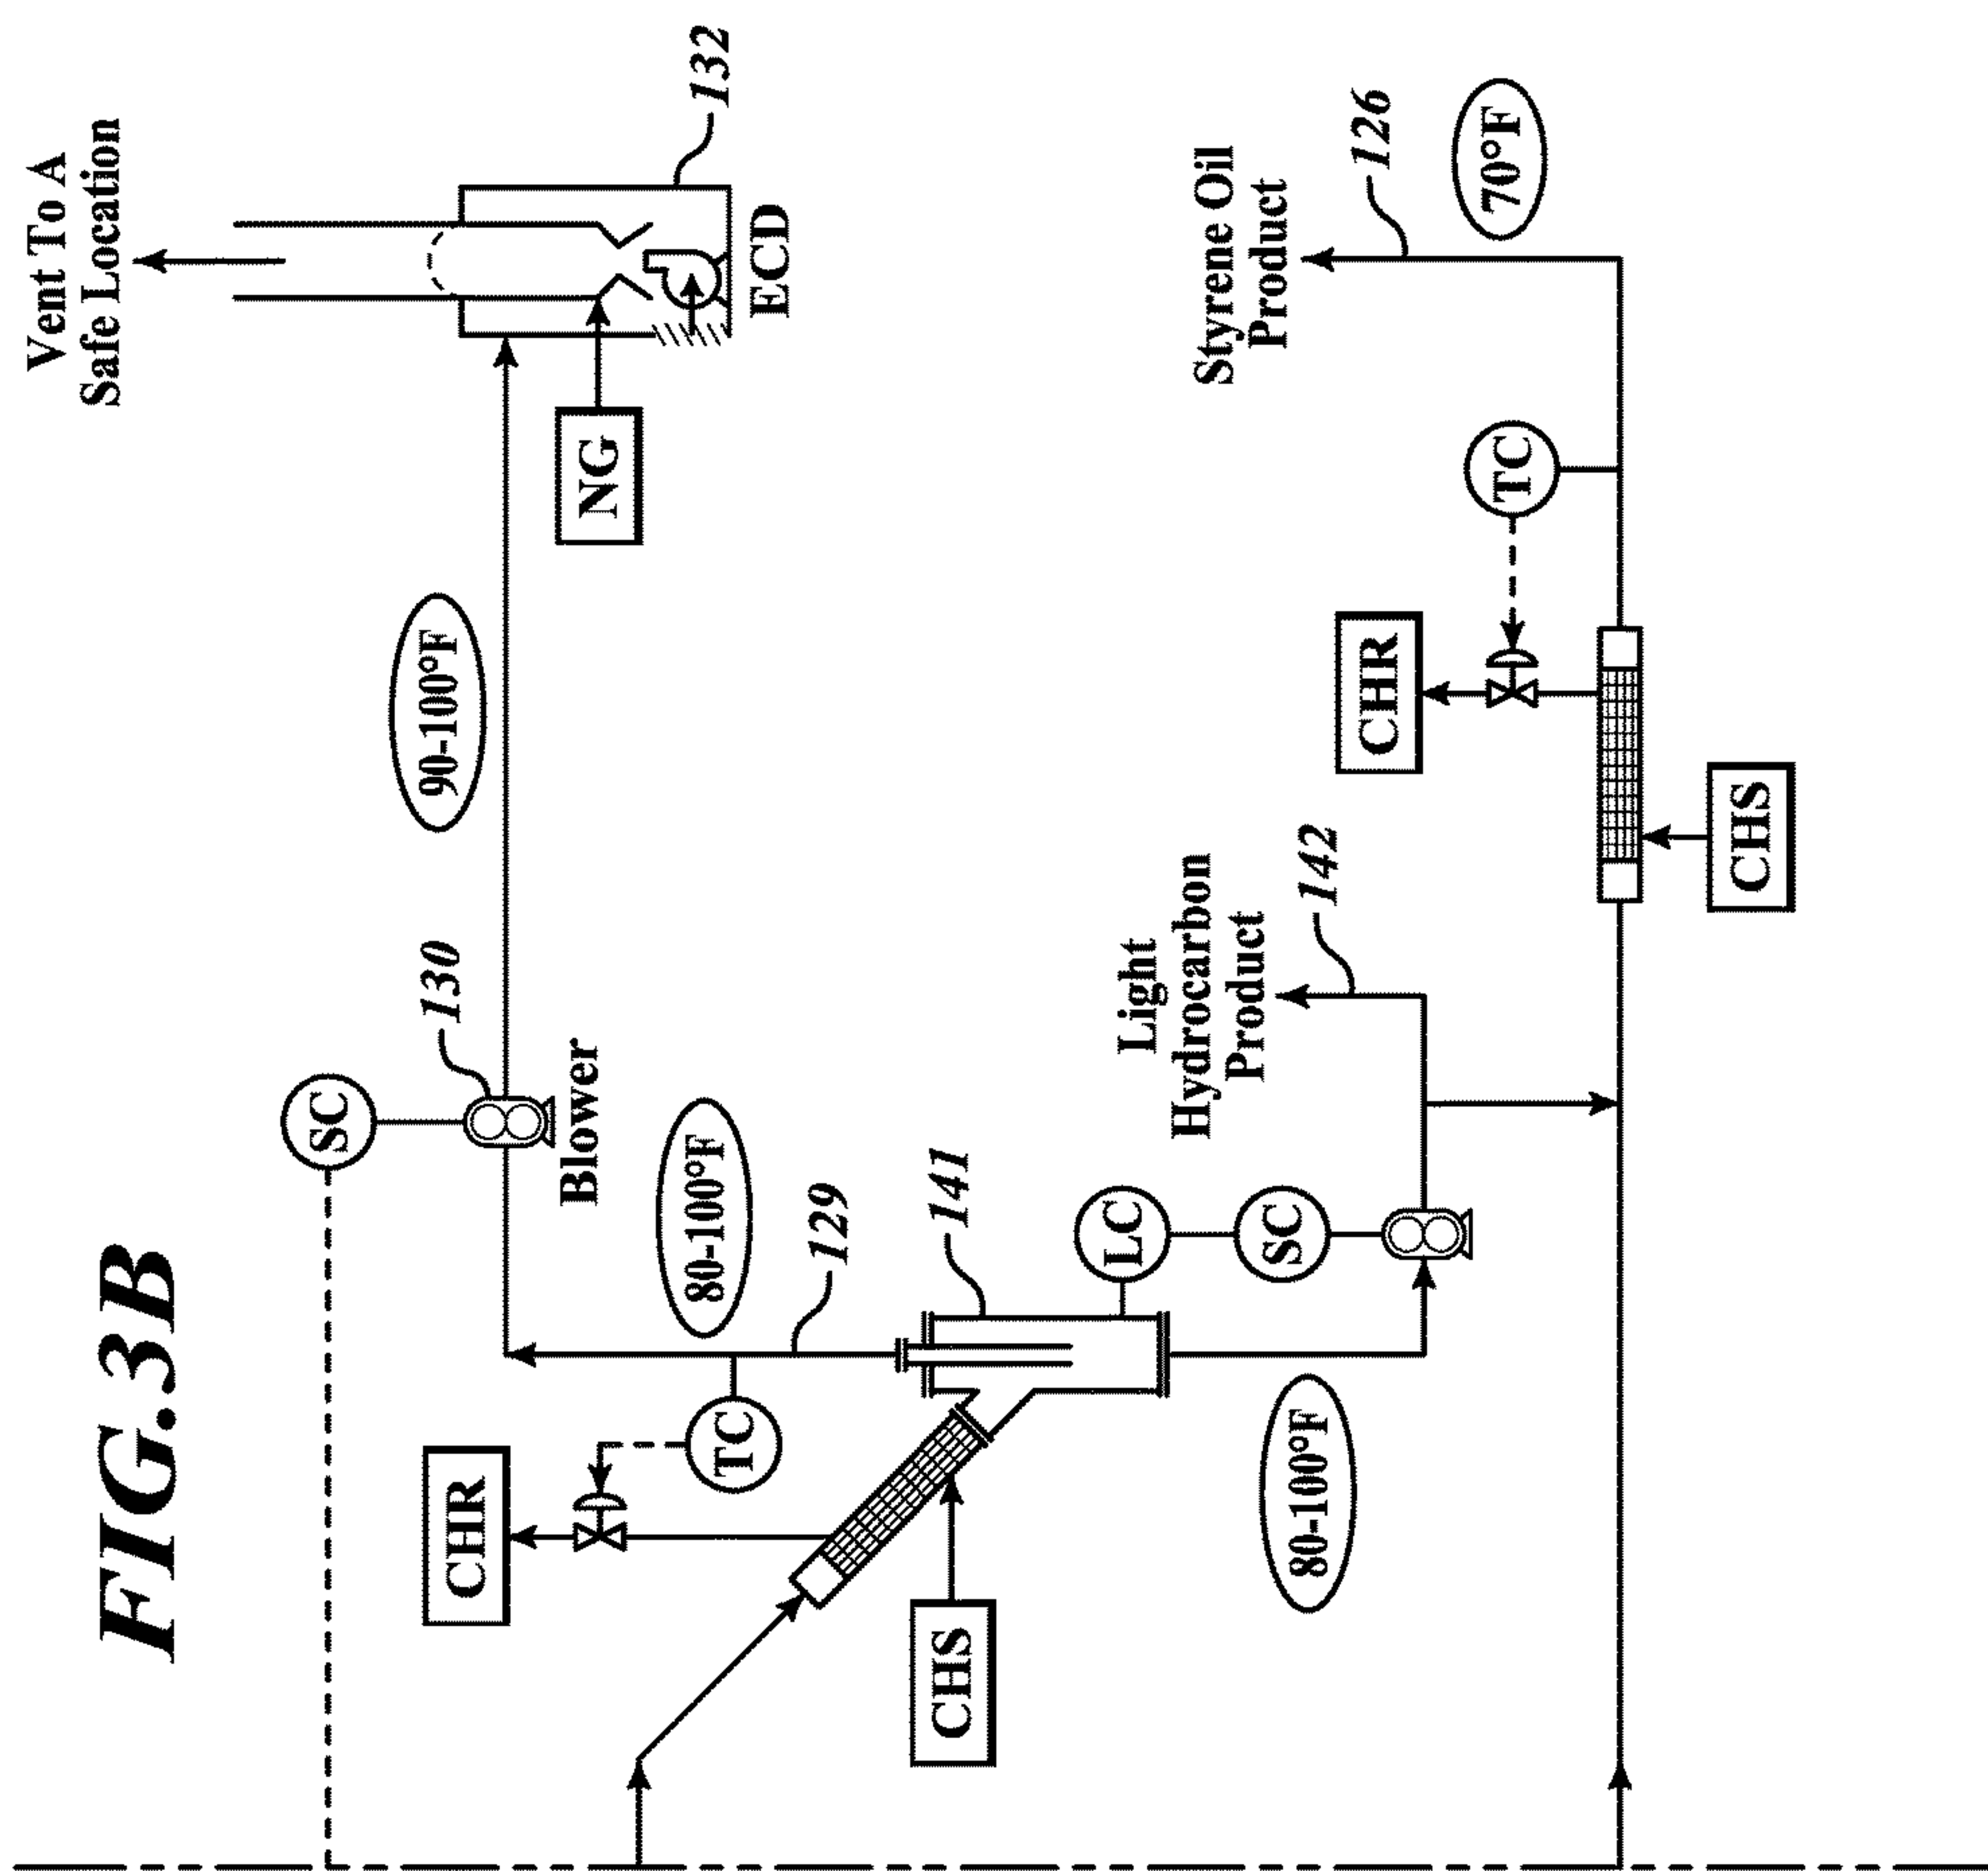 FIG.3B
Vent To A
Safe Location
132
ECD
NG
90-100°F
130
SC
Blower
80-100°F
129
CHR
TC
141
CHS
LC
SC
80-100°F
Light
Hydrocarbon
Product
142
Styrene Oil
Product
126
70°F
TC
CHR
CHS